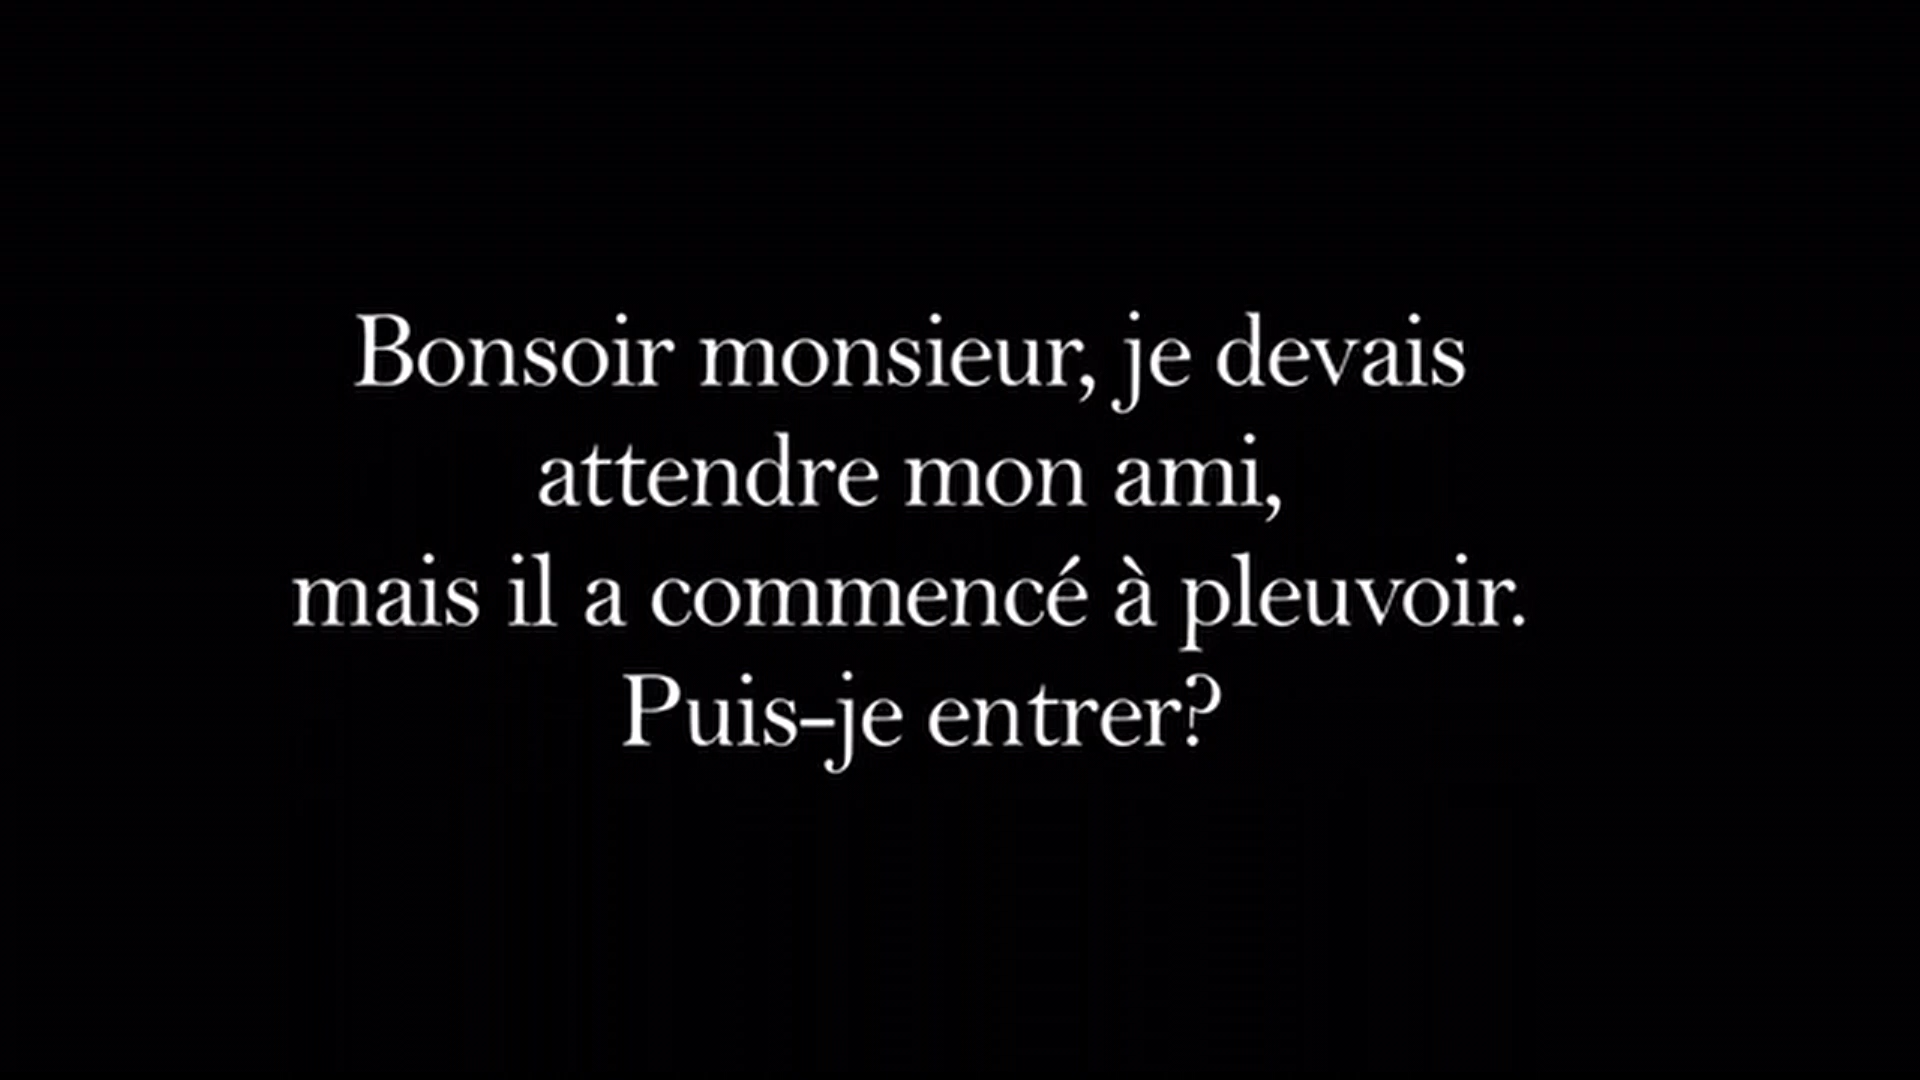 Bonsoir monsieur, je devais
attendre mon ami,
mais il a commencé à pleuvoir.
Puis-je entrer?